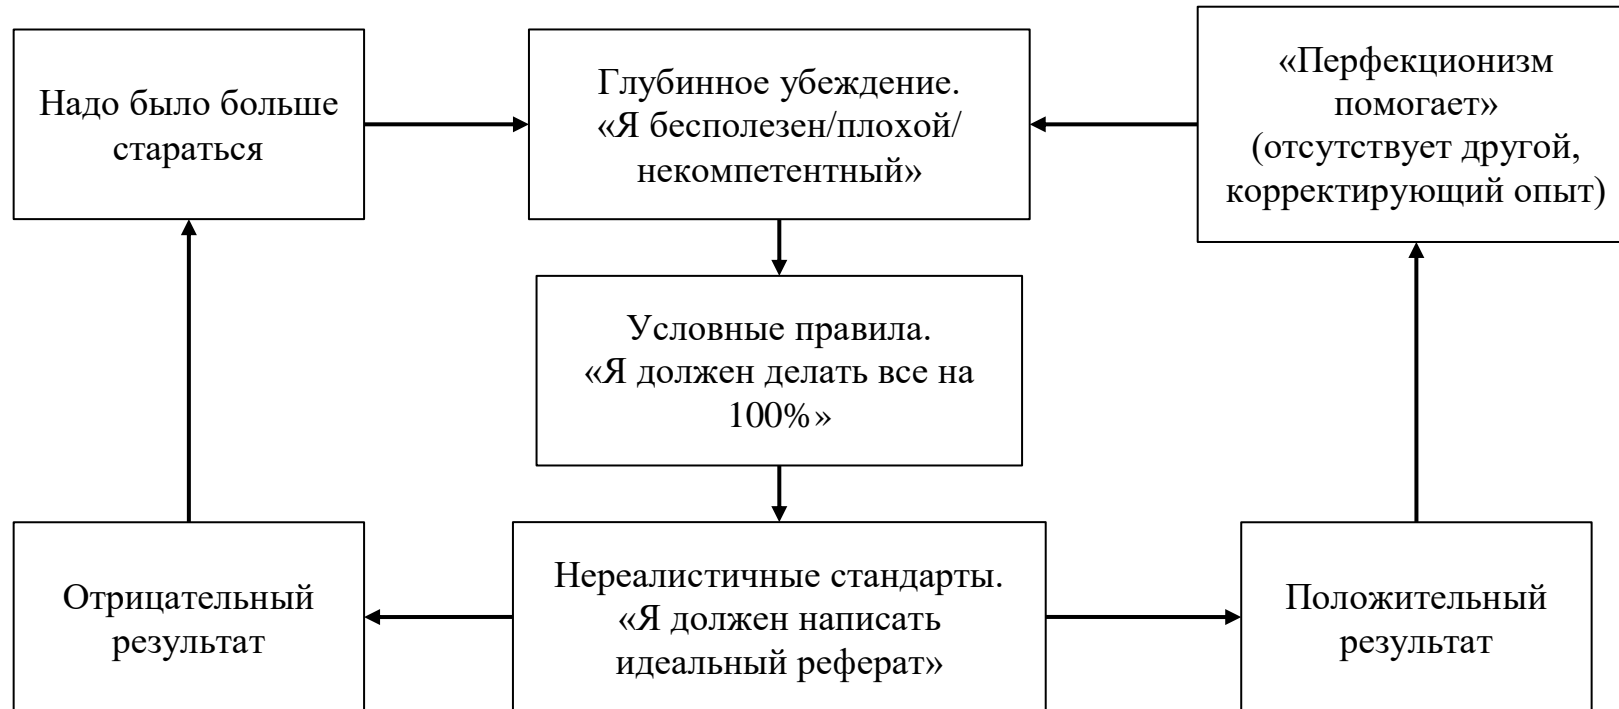 Надо было больше
стараться
Глубинное убеждение.
«Я бесполезен/плохой/
некомпетентный»
«Перфекционизм
помогает»
(отсутствует другой,
корректирующий опыт)
Условные правила.
«Я должен делать все на
100%»
Отрицательный
результат
Нереалистичные стандарты.
«Я должен написать
идеальный реферат»
Положительный
результат